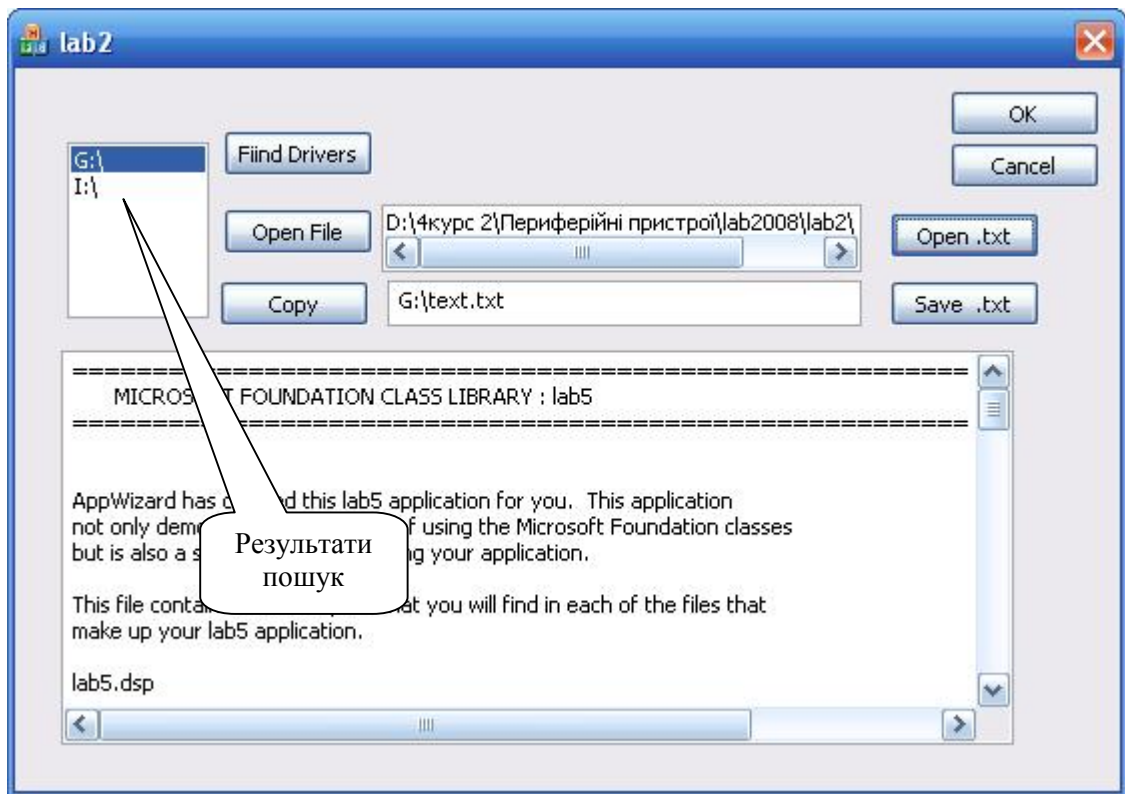 lab2
OK
G:\
Fiind Drivers
I:\
Cancel
Open File
D:\4курс 2\Периферійні пристрої\lab2008\lab2\
Open .txt
Copy
G:\text.txt
Save .txt
==========================================================
MICROS T FOUNDATION CLASS LIBRARY : lab5
==========================================================
AppWizard has d this lab5 application for you. This application
not only of using the Microsoft Foundation classes
but is also a your application.
This file you will find in each of the files that
make up your lab5 application.
lab5.dsp
Результати
пошук